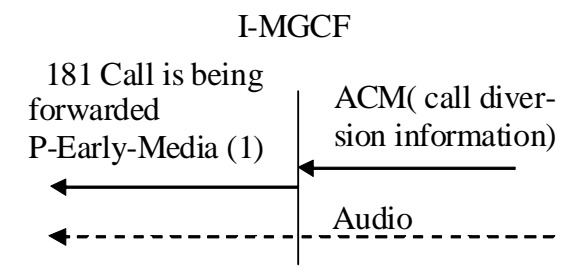 I-MGCF
181 Call is being
forwarded
P-Early-Media (1)
ACM( call diver-
sion information)
Audio